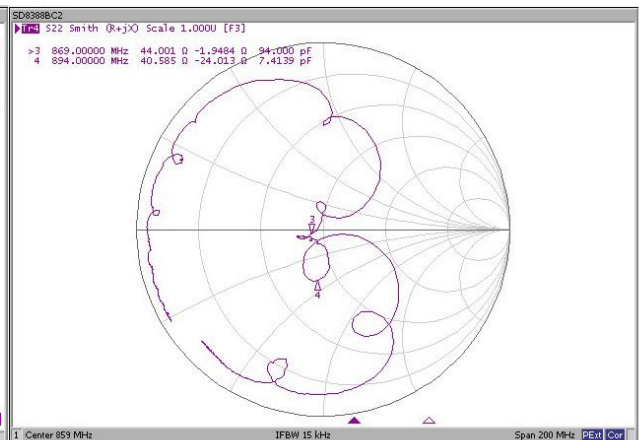 SD8388BC2
Tr4 S22 Smith (R+jX) Scale 1.000U [F3]
>3 869.00000 MHz 44.001 Ω -1.9484 Ω 94.000 pF
4 894.00000 MHz 40.585 Ω -24.013 Ω 7.4139 pF
3
4
1 Center 859 MHz IFBW 15 kHz Span 200 MHz PExt Cor